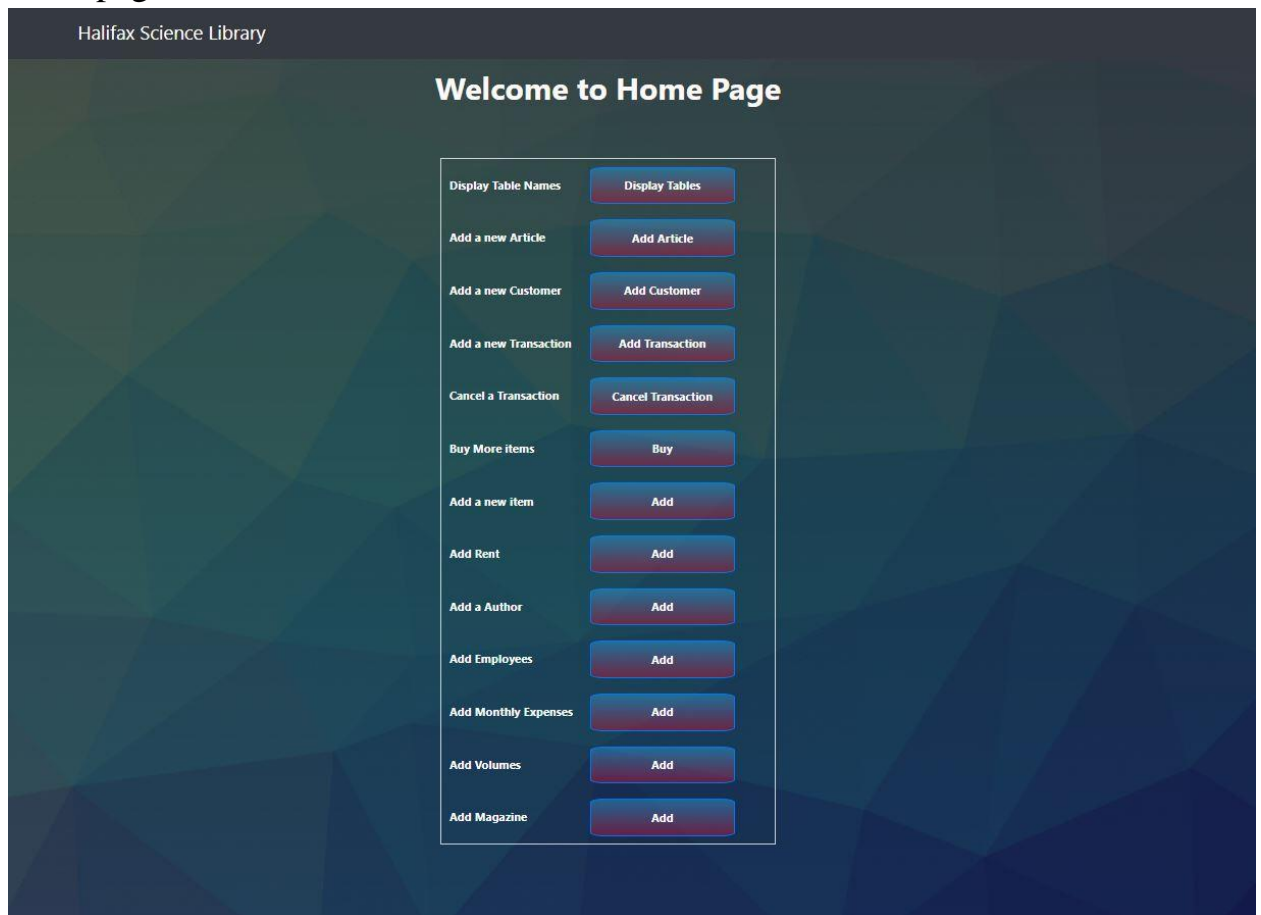 Halifax Science Library
Welcome to Home Page
Display Table Names Display Tables
Add a new Article Add Article
Add a new Customer Add Customer
Add a new Transaction Add Transaction
Cancel a Transaction Cancel Transaction
Buy More items Buy
Add a new item Add
Add Rent Add
Add a Author Add
Add Employees Add
Add Monthly Expenses Add
Add Volumes Add
Add Magazine Add